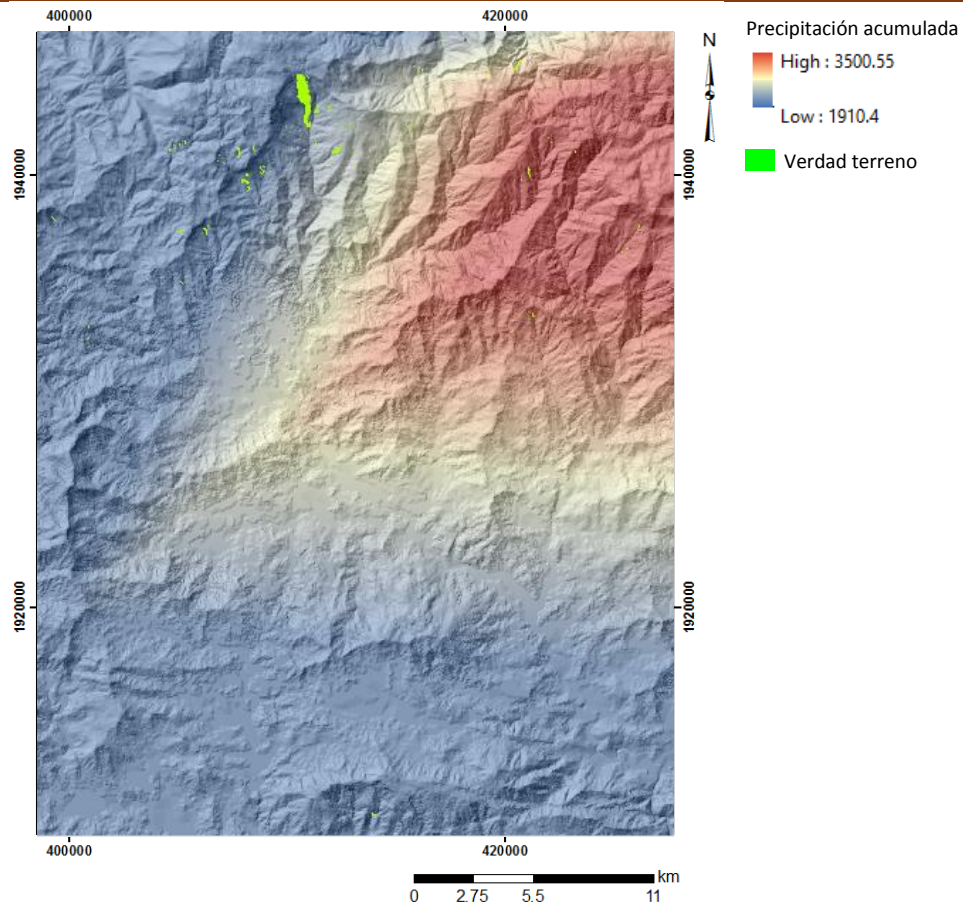 400000
420000
Precipitación acumulada
N
High : 3500.55
Low : 1910.4
Verdad terreno
1940000
1940000
1920000
1920000
400000
420000
km
0 2.75 5.5 11